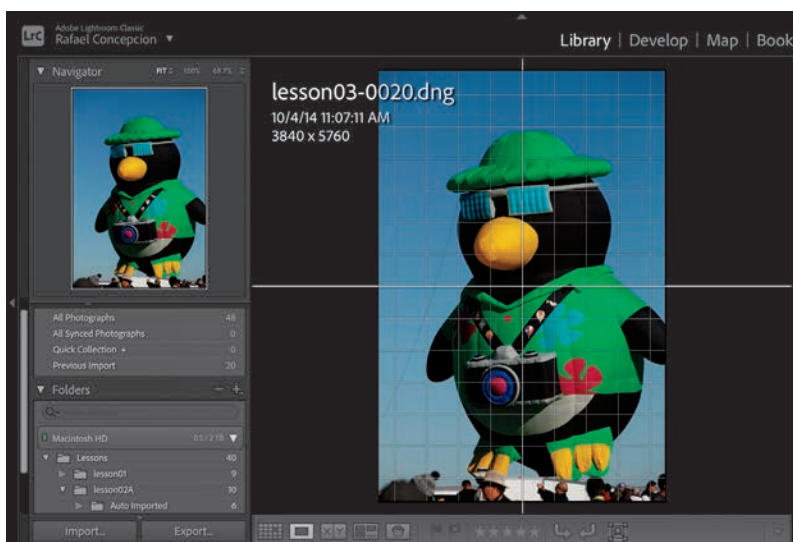 LrC
Adobe Lightroom Classic
Rafael Concepcion
Library | Develop | Map | Book
Navigator FIT 100%
lesson03-0020.dng
10/4/14 11:07:11 AM
3840 x 5760
All Photographs 48
All Synced Photographs 0
Quick Collection + 0
Previous Import 20
Folders
Macintosh HD
Lessons 40
lesson01 9
lesson02A 10
Auto Imported 6
Import... Export...
XY